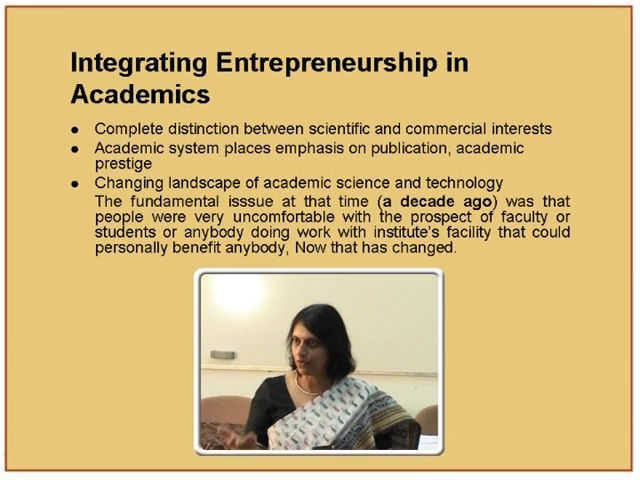 Integrating Entrepreneurship in
Academics
● Complete distinction between scientific and commercial interests
● Academic system places emphasis on publication, academic
prestige
● Changing landscape of academic science and technology
The fundamental isssue at that time (a decade ago) was that
people were very uncomfortable with the prospect of faculty or
students or anybody doing work with institute's facility that could
personally benefit anybody, Now that has changed.